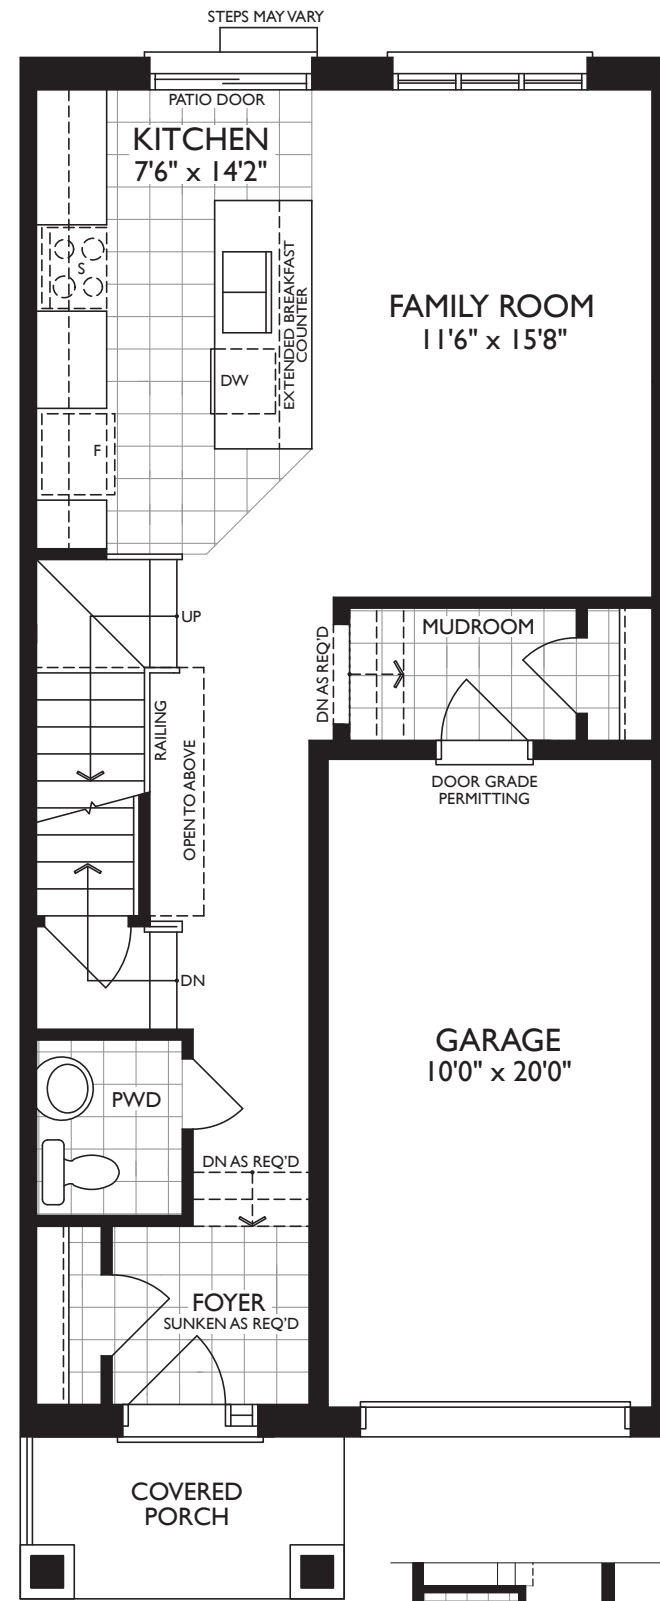 STEPS MAY VARY
PATIO DOOR
KITCHEN
7'6" x 14'2"
S
EXTENDED BREAKFAST
COUNTER
FAMILY ROOM
11'6" x 15'8"
DW
F
UP
MUDROOM
DN AS REQ'D
RAILING
OPEN TO ABOVE
DOOR GRADE
PERMITTING
DN
GARAGE
10'0" x 20'0"
PWD
DN AS REQ'D
FOYER
SUNKEN AS REQ'D
COVERED
PORCH